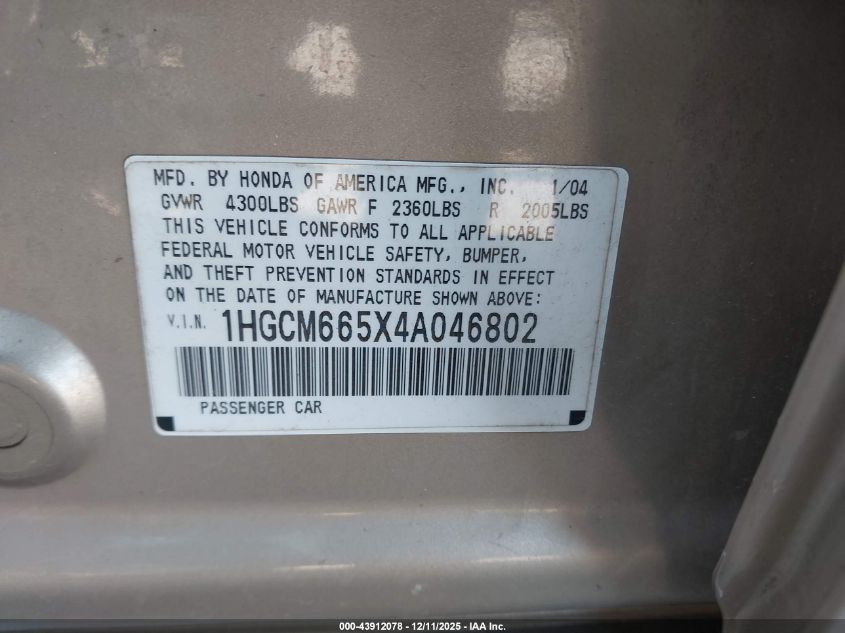 MFD. BY HONDA OF AMERICA MFG., INC. 1/04
GVWR 4300LBS GAWR F 2360LBS R 2005LBS
THIS VEHICLE CONFORMS TO ALL APPLICABLE
FEDERAL MOTOR VEHICLE SAFETY, BUMPER,
AND THEFT PREVENTION STANDARDS IN EFFECT
ON THE DATE OF MANUFACTURE SHOWN ABOVE:
V.I.N. 1HGCM665X4A046802
PASSENGER CAR
000-43912078 - 12/11/2025 - IAA Inc.